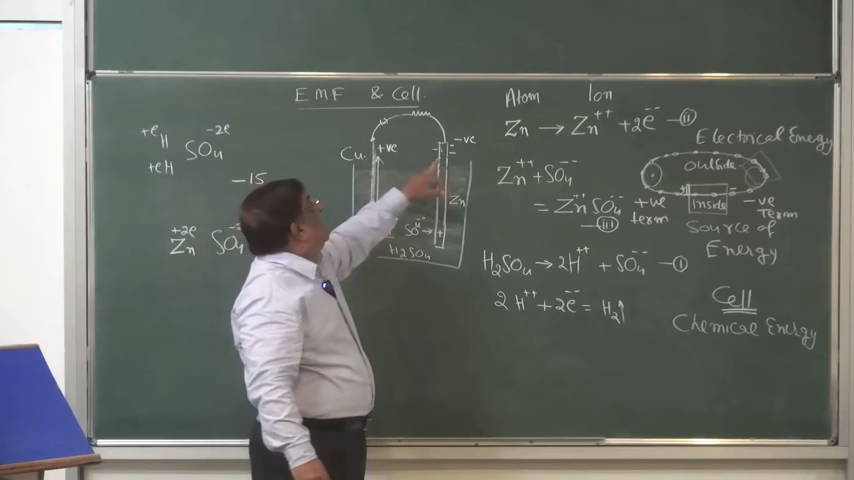 EMF & Cell.
+e H SO₄ -2e
+e H
-15
+2e
Zn SO₄
Cu +ve
-ve
Zn
SO₄⁻⁻ →
H₂SO₄
Atom Ion
Zn → Zn⁺⁺ + 2e⁻⁻ -(II)
Zn⁺⁺ + SO₄⁻⁻
= Zn⁺⁺ SO₄⁻⁻
-(III)
H₂SO₄ → 2H⁺⁺ + SO₄⁻⁻ -(I)
2H⁺⁺ + 2e⁻⁻ = H₂↑
Electrical Energy
outside
+ inside -
+ve term
-ve Term
Source of
Energy
Cell
Chemical Energy